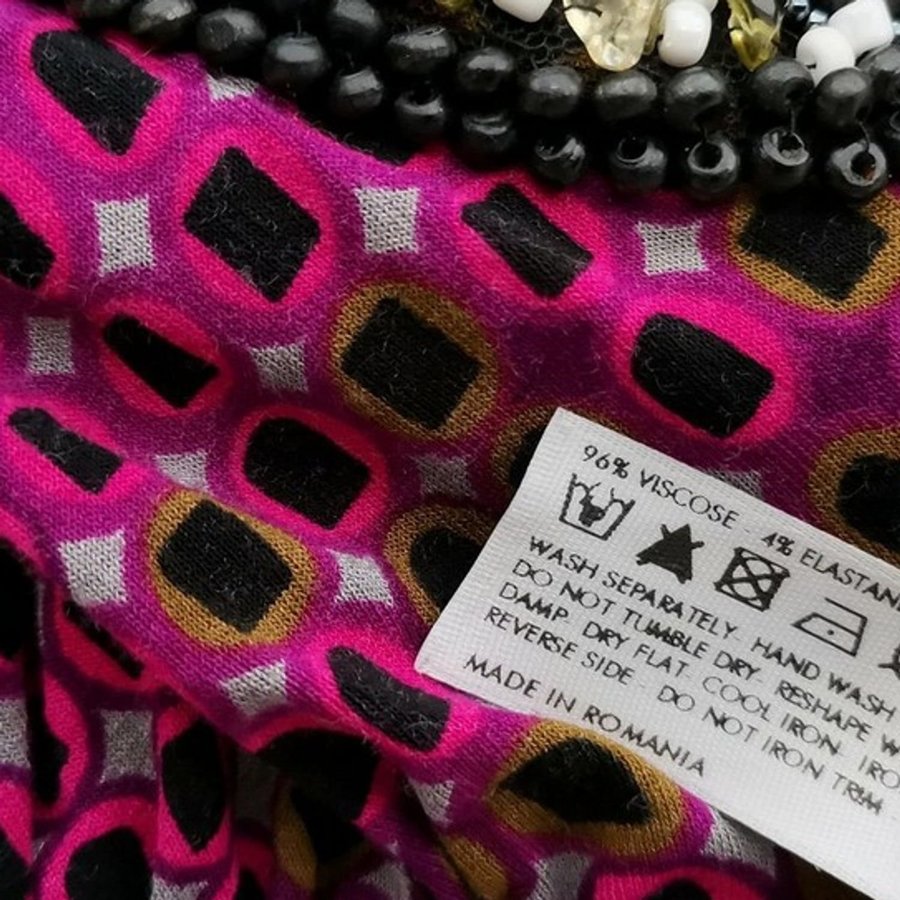 96% VISCOSE - 4% ELASTAN
WASH SEPARATELY. HAND WASH
DO NOT TUMBLE DRY. RESHAPE W
DAMP. DRY FLAT. COOL IRON. IRO
REVERSE SIDE - DO NOT IRON TRIM
MADE IN ROMANIA